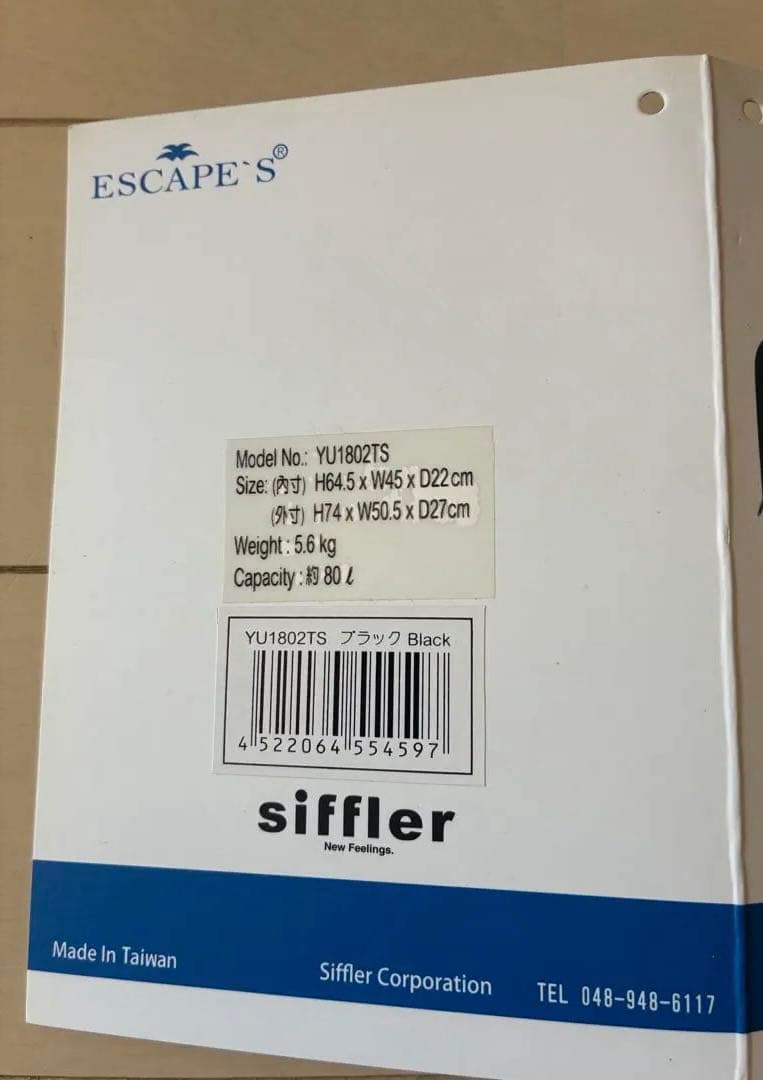 ESCAPE`S®
Model No.: YU1802TS
Size: (內寸) H64.5 x W45 x D22cm
(外寸) H74 x W50.5 x D27cm
Weight : 5.6 kg
Capacity : 約 80 ℓ
YU1802TS ブラック Black
4 522064 554597
siffler
New Feelings.
Made In Taiwan
Siffler Corporation
TEL 048-948-6117